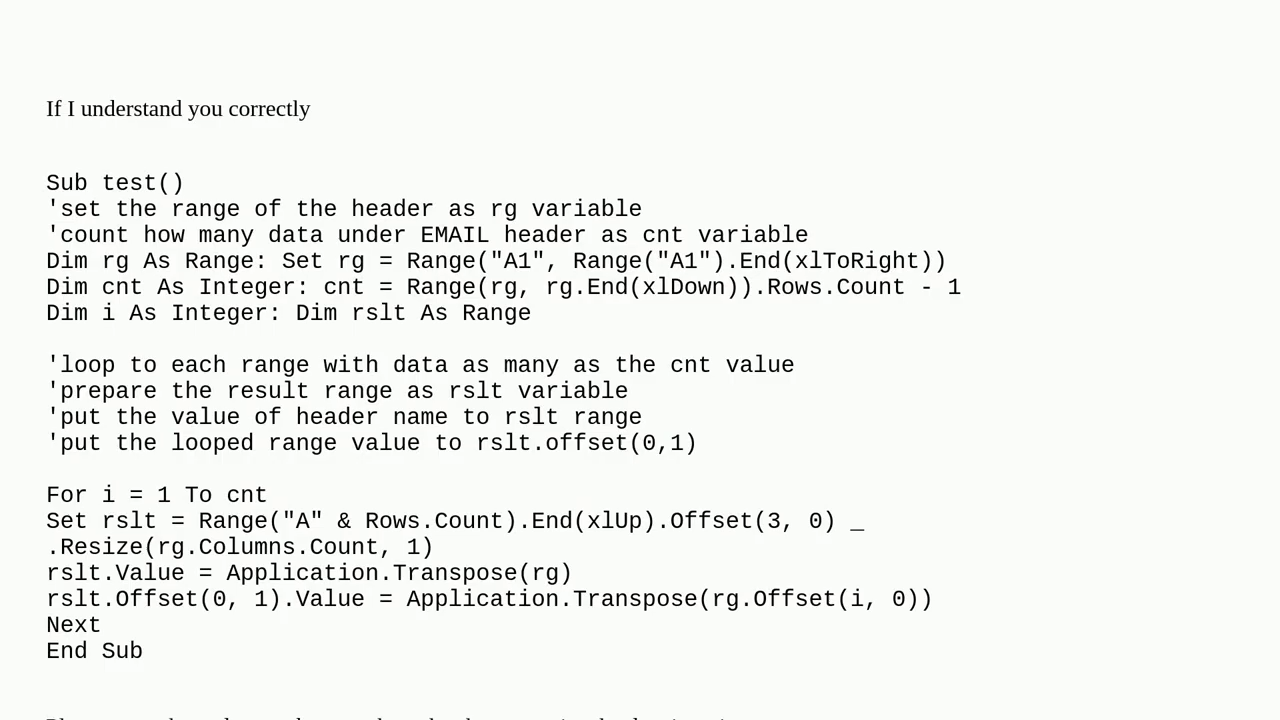 If I understand you correctly
Sub test()
'set the range of the header as rg variable
'count how many data under EMAIL header as cnt variable
Dim rg As Range: Set rg = Range("A1", Range("A1").End(xlToRight))
Dim cnt As Integer: cnt = Range(rg, rg.End(xlDown)).Rows.Count - 1
Dim i As Integer: Dim rslt As Range
'loop to each range with data as many as the cnt value
'prepare the result range as rslt variable
'put the value of header name to rslt range
'put the looped range value to rslt.offset(0,1)
For i = 1 To cnt
Set rslt = Range("A" & Rows.Count).End(xlUp).Offset(3, 0) _
.Resize(rg.Columns.Count, 1)
rslt.Value = Application.Transpose(rg)
rslt.Offset(0, 1).Value = Application.Transpose(rg.Offset(i, 0))
Next
End Sub